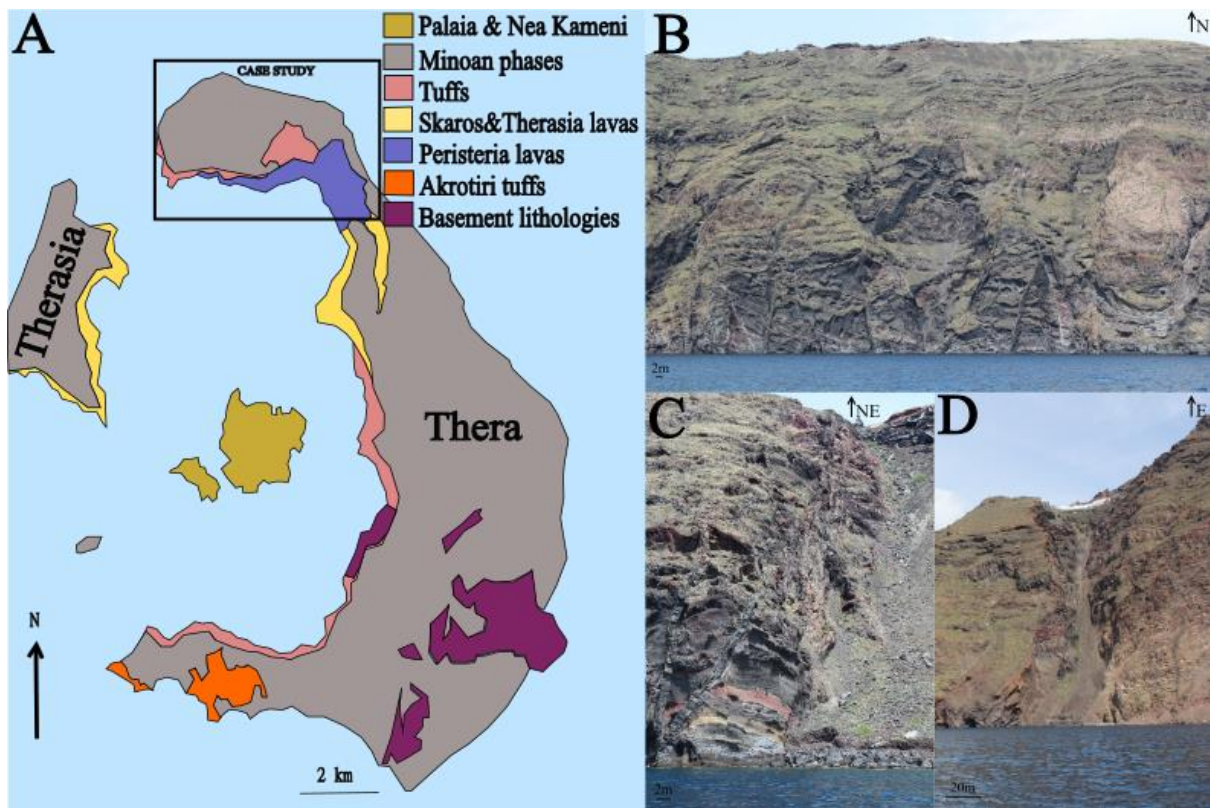 A
Palaia & Nea Kameni
Minoan phases
Tuffs
Skaros&Therasia lavas
Peristeria lavas
Akrotiri tuffs
Basement lithologies
CASE STUDY
Therasia
Thera
N
2 km
B
N
2m
C
NE
2m
D
E
20m